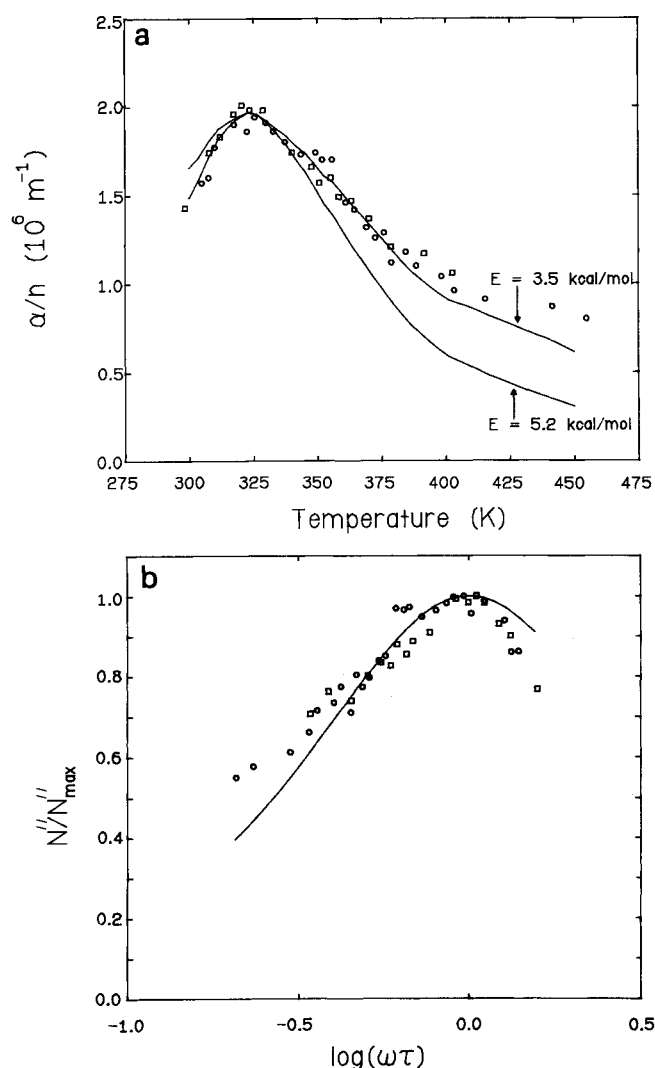 a
2.5
2.0
1.5
1.0
0.5
0.0
α/n (10⁶ m⁻¹)
E = 3.5 kcal/mol
E = 5.2 kcal/mol
275 300 325 350 375 400 425 450 475
Temperature (K)
b
1.0
0.8
0.6
0.4
0.2
0.0
N''/N''max
-1.0 -0.5 0.0 0.5
log(ωτ)